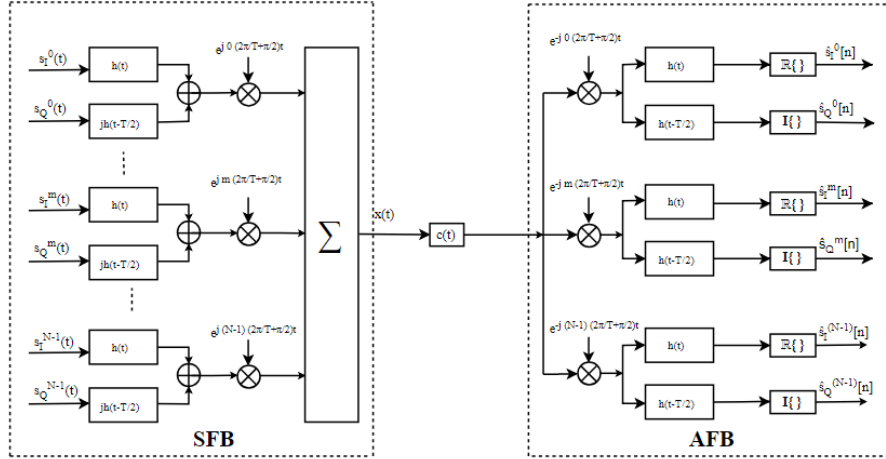 s_I^0(t)
h(t)
e^{j 0 (2π/T+π/2)t}
s_Q^0(t)
jh(t-T/2)
s_I^m(t)
h(t)
e^{j m (2π/T+π/2)t}
s_Q^m(t)
jh(t-T/2)
s_I^{N-1}(t)
h(t)
e^{j (N-1) (2π/T+π/2)t}
s_Q^{N-1}(t)
jh(t-T/2)
∑
SFB
x(t)
c(t)
e^{-j 0 (2π/T+π/2)t}
h(t)
ℝ{}
ŝ_I^0[n]
h(t-T/2)
𝕀{}
ŝ_Q^0[n]
e^{-j m (2π/T+π/2)t}
h(t)
ℝ{}
ŝ_I^m[n]
h(t-T/2)
𝕀{}
ŝ_Q^m[n]
e^{-j (N-1) (2π/T+π/2)t}
h(t)
ℝ{}
ŝ_I^{(N-1)}[n]
h(t-T/2)
𝕀{}
ŝ_Q^{(N-1)}[n]
AFB